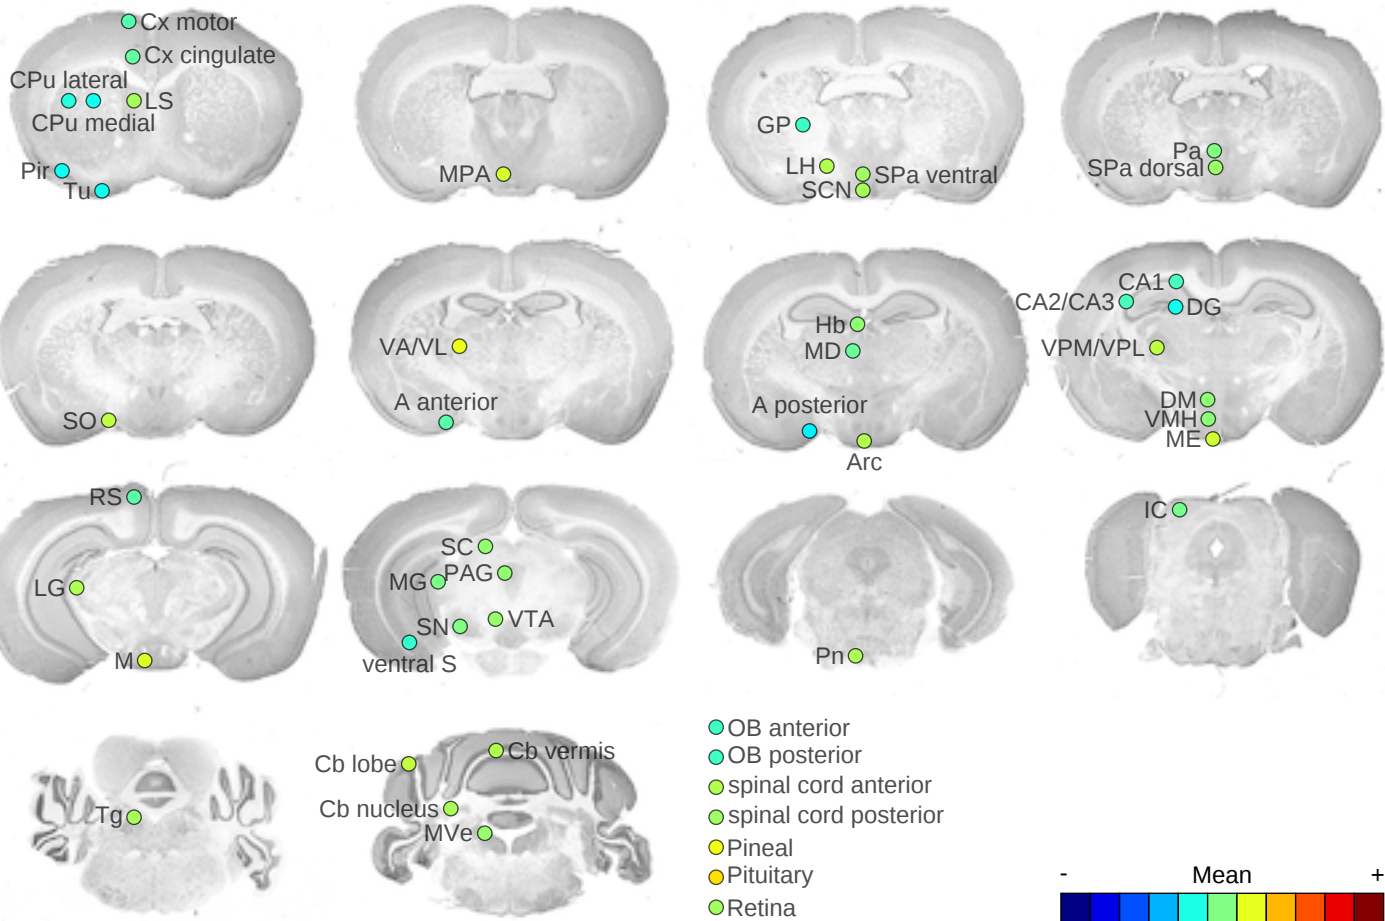 Cx motor
Cx cingulate
CPu lateral
LS
CPu medial
Pir
Tu
MPA
GP
LH
SPa ventral
SCN
Pa
SPa dorsal
SO
VA/VL
A anterior
Hb
MD
A posterior
Arc
CA1
CA2/CA3
DG
VPM/VPL
DM
VMH
ME
RS
LG
M
SC
MG
PAG
SN
VTA
ventral S
Pn
IC
Tg
Cb lobe
Cb vermis
Cb nucleus
MVe
OB anterior
OB posterior
spinal cord anterior
spinal cord posterior
Pineal
Pituitary
Retina
- Mean +